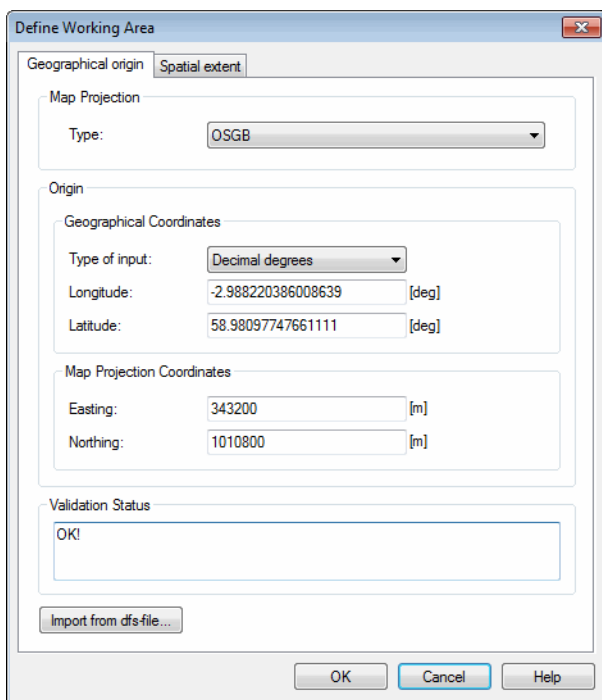 Define Working Area
Geographical origin Spatial extent
Map Projection
Type: OSGB
Origin
Geographical Coordinates
Type of input: Decimal degrees
Longitude: -2.988220386008639 [deg]
Latitude: 58.98097747661111 [deg]
Map Projection Coordinates
Easting: 343200 [m]
Northing: 1010800 [m]
Validation Status
OK!
Import from dfs-file...
OK Cancel Help